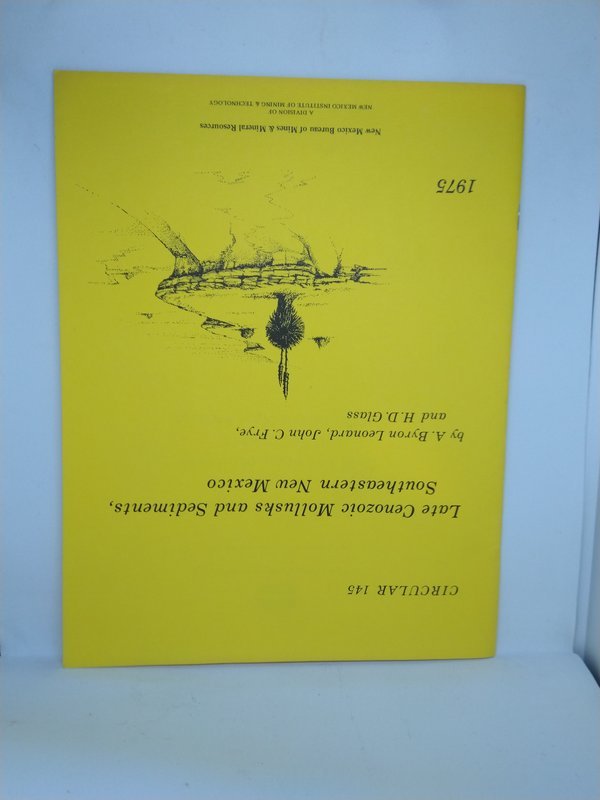 CIRCULAR 145
Late Cenozoic Mollusks and Sediments,
Southeastern New Mexico
by A. Byron Leonard, John C. Frye,
and H. D. Glass
1975
New Mexico Bureau of Mines & Mineral Resources
A DIVISION OF
NEW MEXICO INSTITUTE OF MINING & TECHNOLOGY